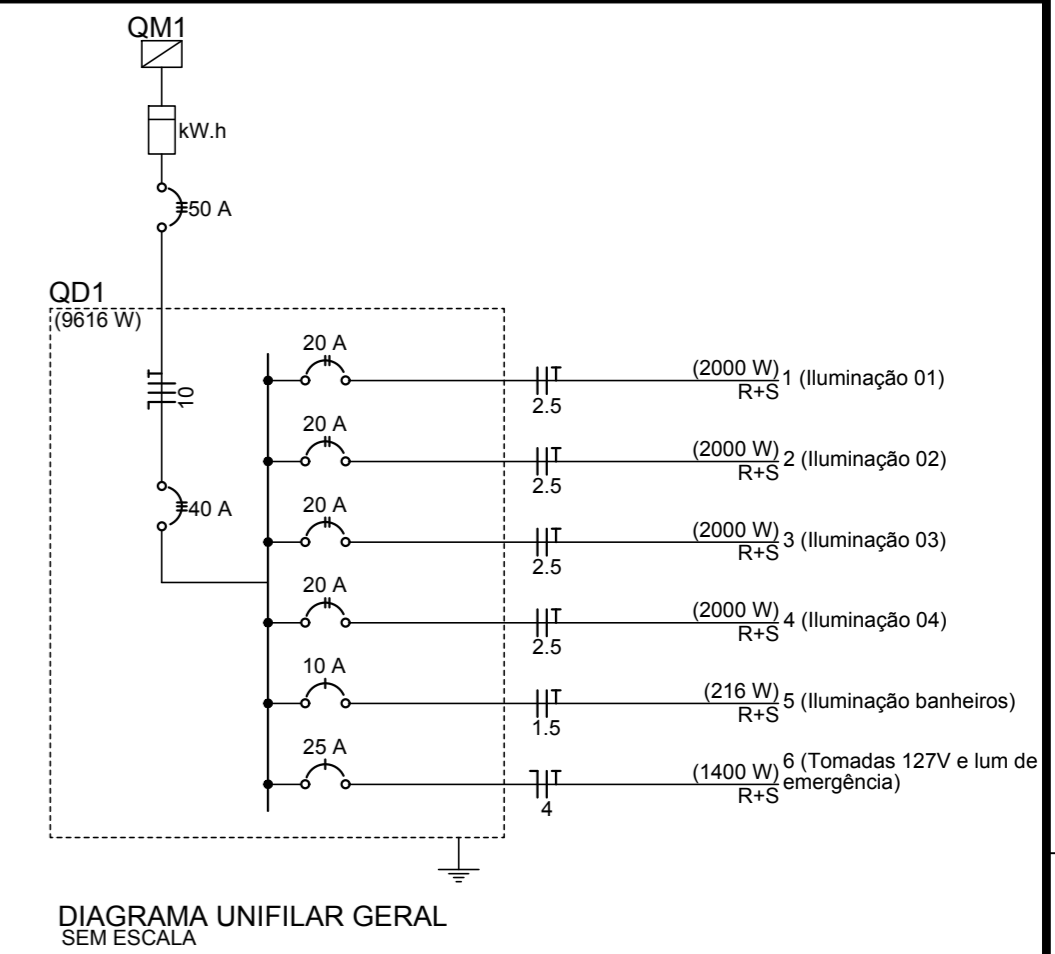 QM1
kW.h
50 A
QD1
(9616 W)
10
40 A
20 A
2.5
(2000 W)
R+S
1 (Iluminação 01)
20 A
2.5
(2000 W)
R+S
2 (Iluminação 02)
20 A
2.5
(2000 W)
R+S
3 (Iluminação 03)
20 A
2.5
(2000 W)
R+S
4 (Iluminação 04)
10 A
1.5
(216 W)
R+S
5 (Iluminação banheiros)
25 A
4
(1400 W)
R+S
6 (Tomadas 127V e lum de
emergência)
DIAGRAMA UNIFILAR GERAL
SEM ESCALA